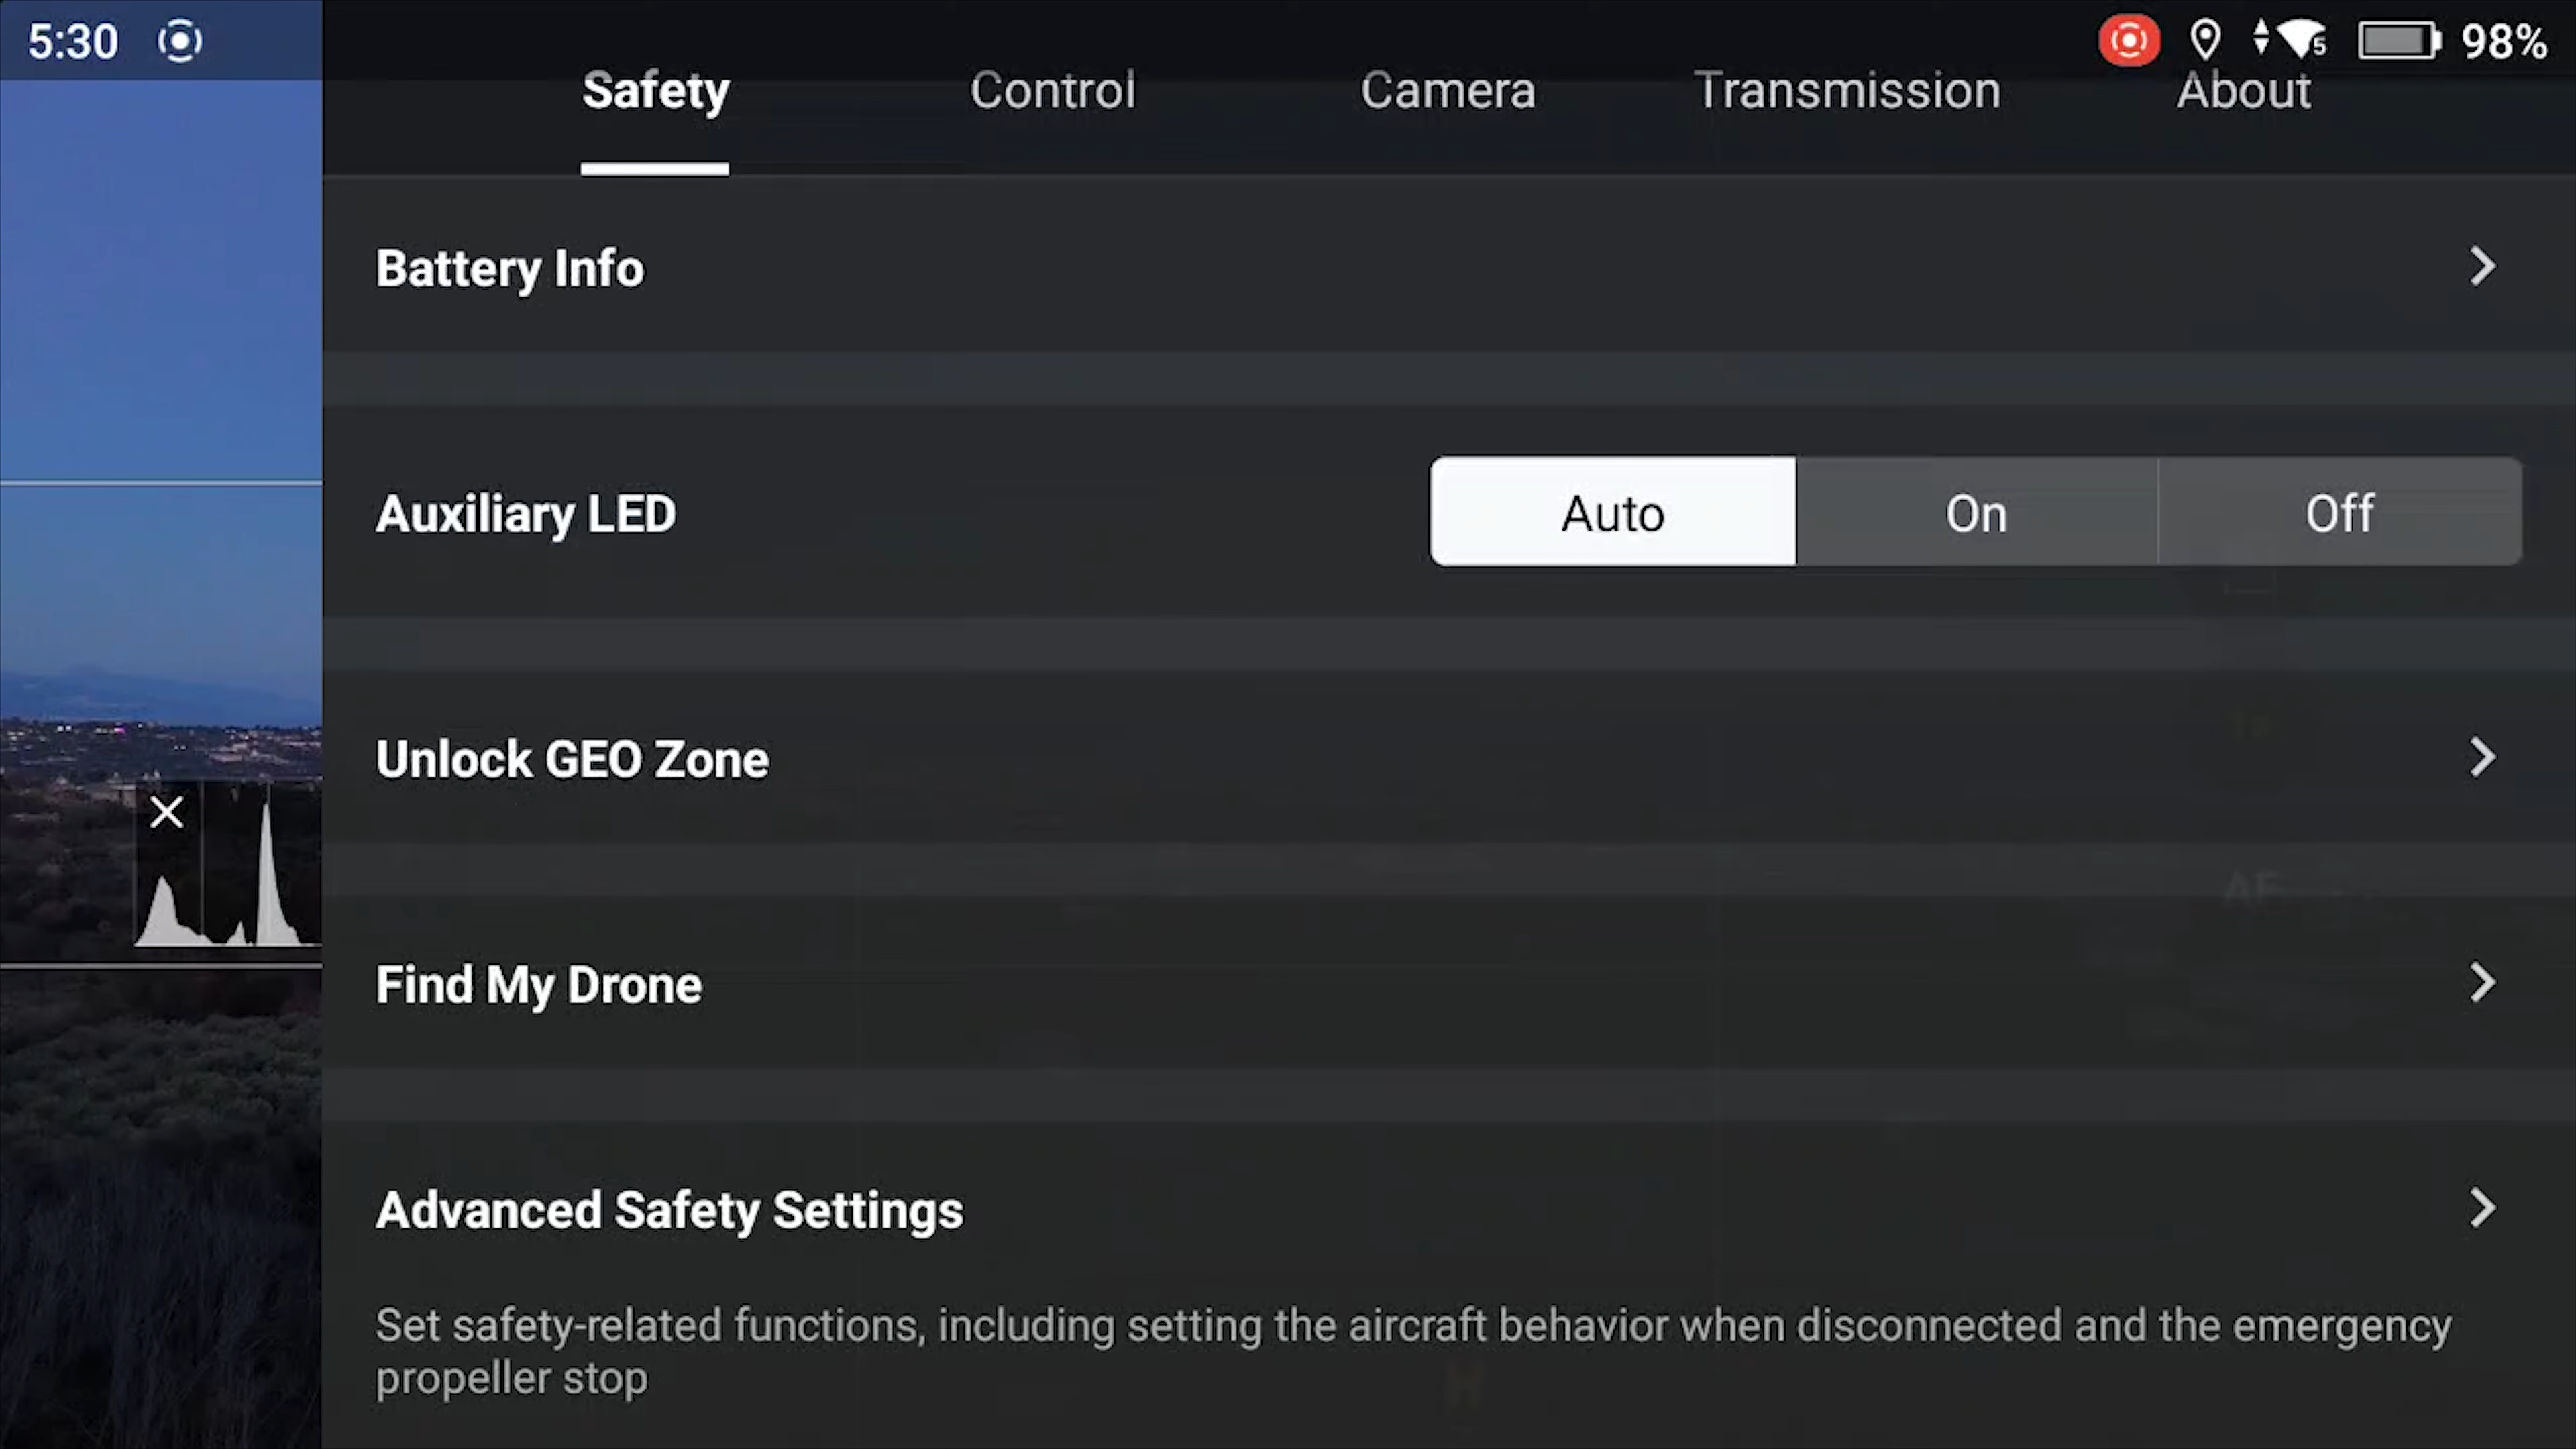 5:30
98%
Safety
Control
Camera
Transmission
About
Battery Info
Auxiliary LED
Auto
On
Off
Unlock GEO Zone
AF
Find My Drone
Advanced Safety Settings
Set safety-related functions, including setting the aircraft behavior when disconnected and the emergency
propeller stop